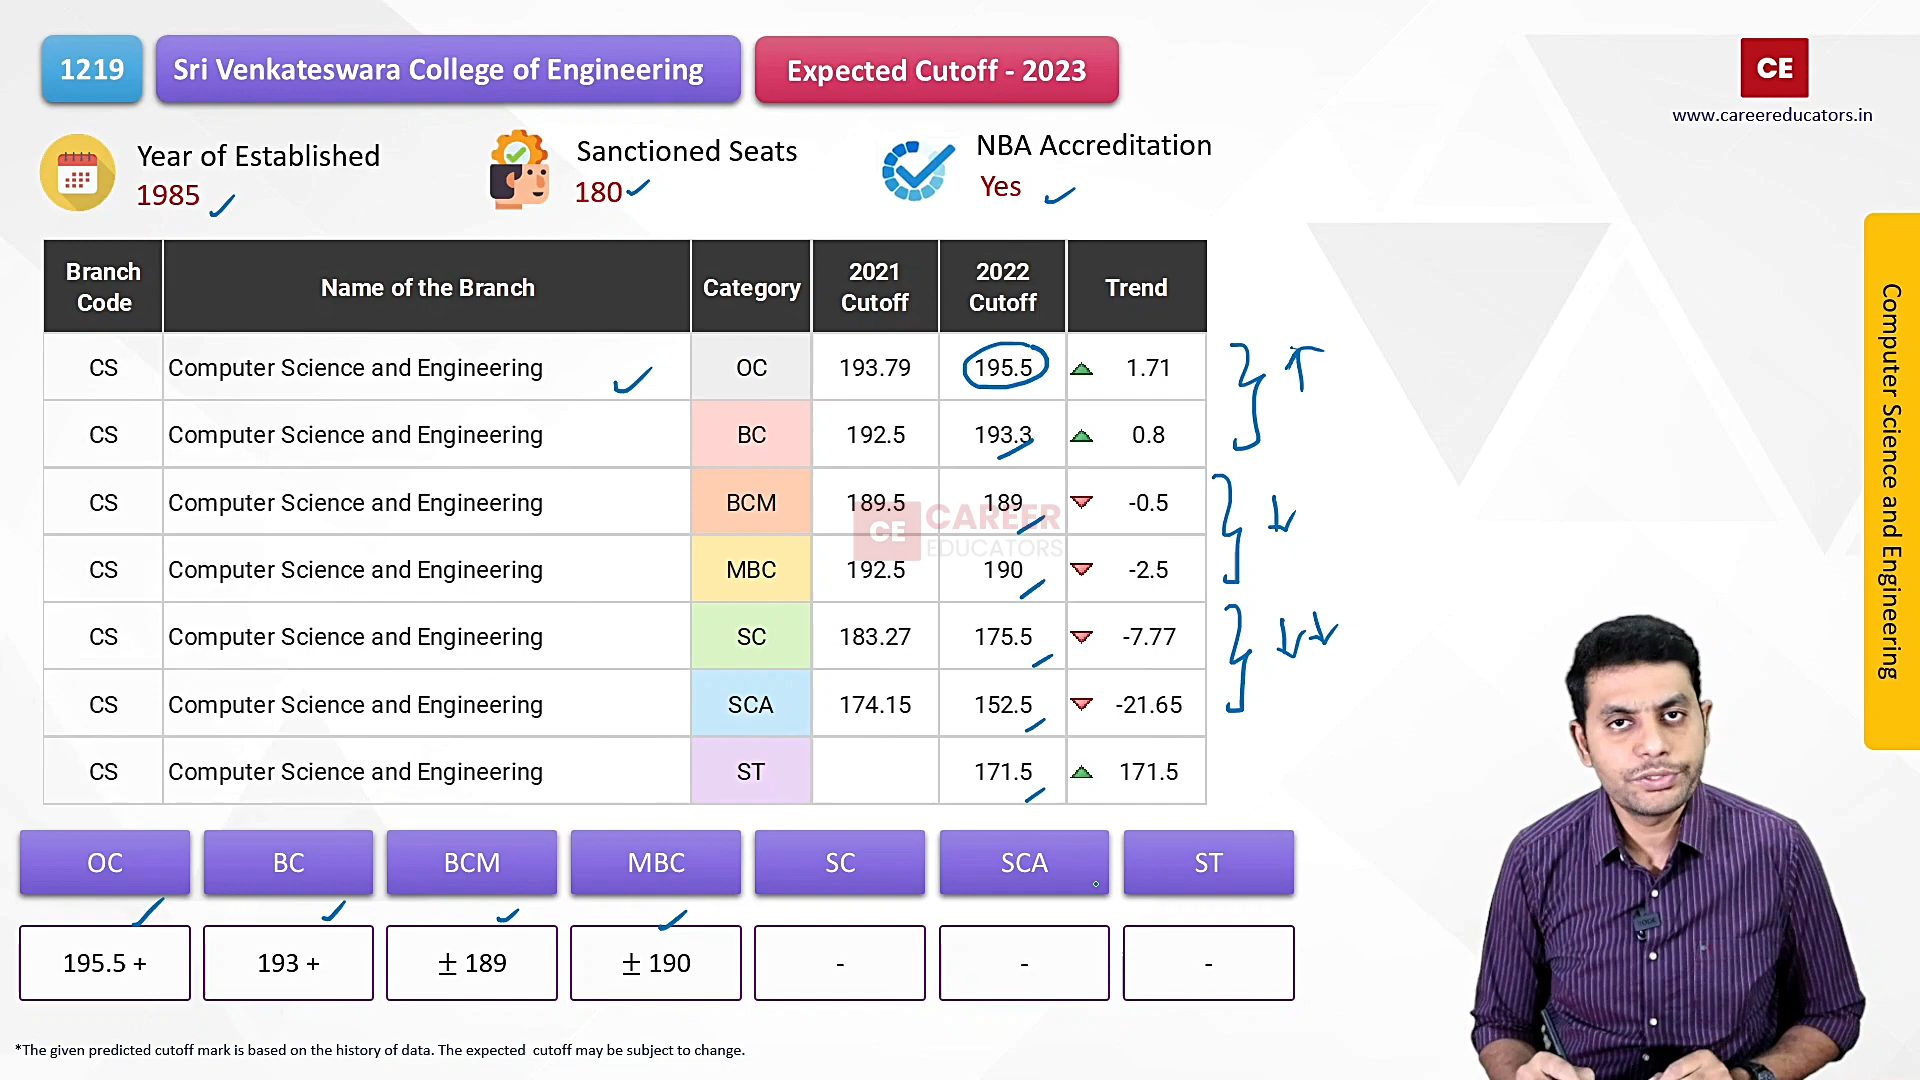 1219
Sri Venkateswara College of Engineering
Expected Cutoff - 2023
CE
www.careereducators.in
Year of Established
1985
Sanctioned Seats
180
NBA Accreditation
Yes
Branch Code Name of the Branch Category 2021 Cutoff 2022 Cutoff Trend
CS Computer Science and Engineering OC 193.79 195.5 1.71
CS Computer Science and Engineering BC 192.5 193.3 0.8
CS Computer Science and Engineering BCM 189.5 189 -0.5
CS Computer Science and Engineering MBC 192.5 190 -2.5
CS Computer Science and Engineering SC 183.27 175.5 -7.77
CS Computer Science and Engineering SCA 174.15 152.5 -21.65
CS Computer Science and Engineering ST 171.5 171.5
CE CAREER
EDUCATORS
Computer Science and Engineering
OC BC BCM MBC SC SCA ST
195.5 + 193 + ± 189 ± 190 - - -
*The given predicted cutoff mark is based on the history of data. The expected cutoff may be subject to change.